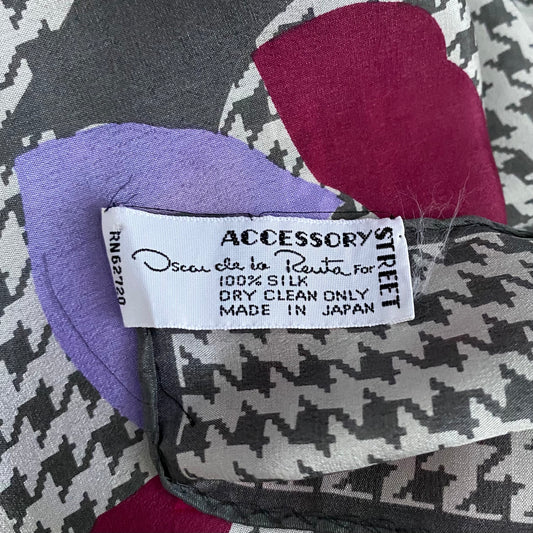 RN62720
ACCESSORY
STREET
Oscar de la Renta FOR
100% SILK
DRY CLEAN ONLY
MADE IN JAPAN